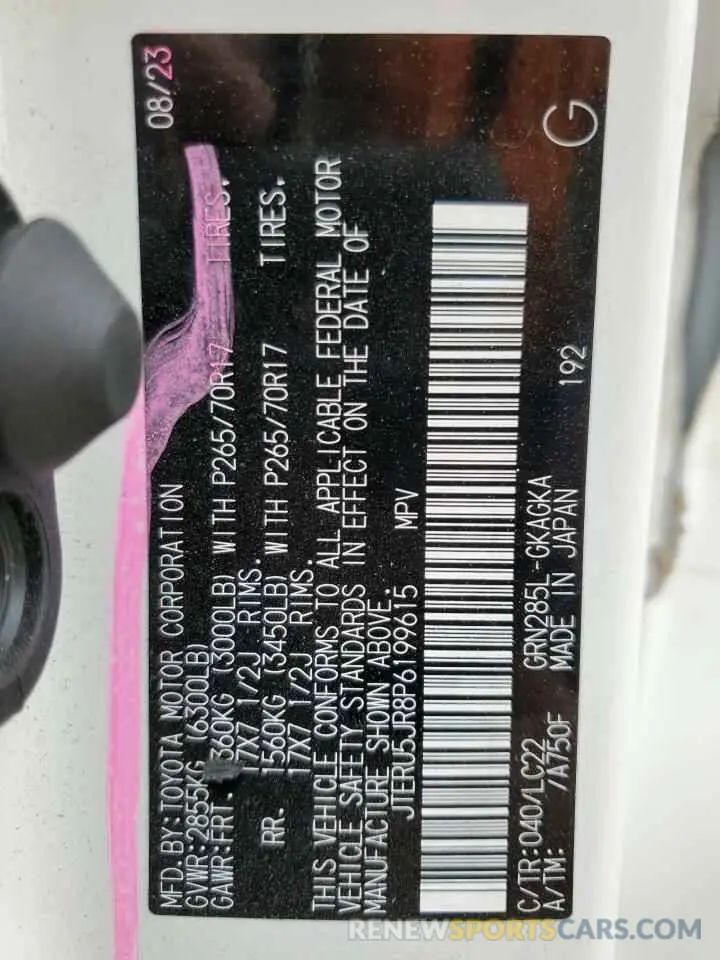 MFD.BY:TOYOTA MOTOR CORPORATION 08/23
GVWR:2855KG (6300LB)
GAWR:FRT. 1360KG (3000LB) WITH P265/70R17 TIRES,
17X7 1/2J RIMS.
RR. 1560KG (3450LB) WITH P265/70R17 TIRES,
17X7 1/2J RIMS.
THIS VEHICLE CONFORMS TO ALL APPLICABLE FEDERAL MOTOR
VEHICLE SAFETY STANDARDS IN EFFECT ON THE DATE OF
MANUFACTURE SHOWN ABOVE.
JTERU5JR8P6199615 MPV
C/TR:040/LC22 GRN285L-GKAGKA 192 G
A/TM: /A750F MADE IN JAPAN
RENEWSPORTSCARS.COM